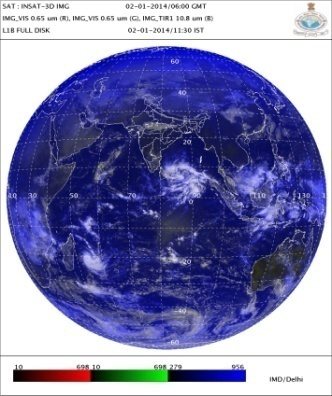 SAT : INSAT-3D IMG 02-01-2014/06:00 GMT
IMG_VIS 0.65 um (R), IMG_VIS 0.65 um (G), IMG_TIR1 10.8 um (B)
L1B FULL DISK 02-01-2014/11:30 IST
60
40
20
10 30 50 90 110 130
0
-20
-60
10 698 10 698 279 956
IMD/Delhi